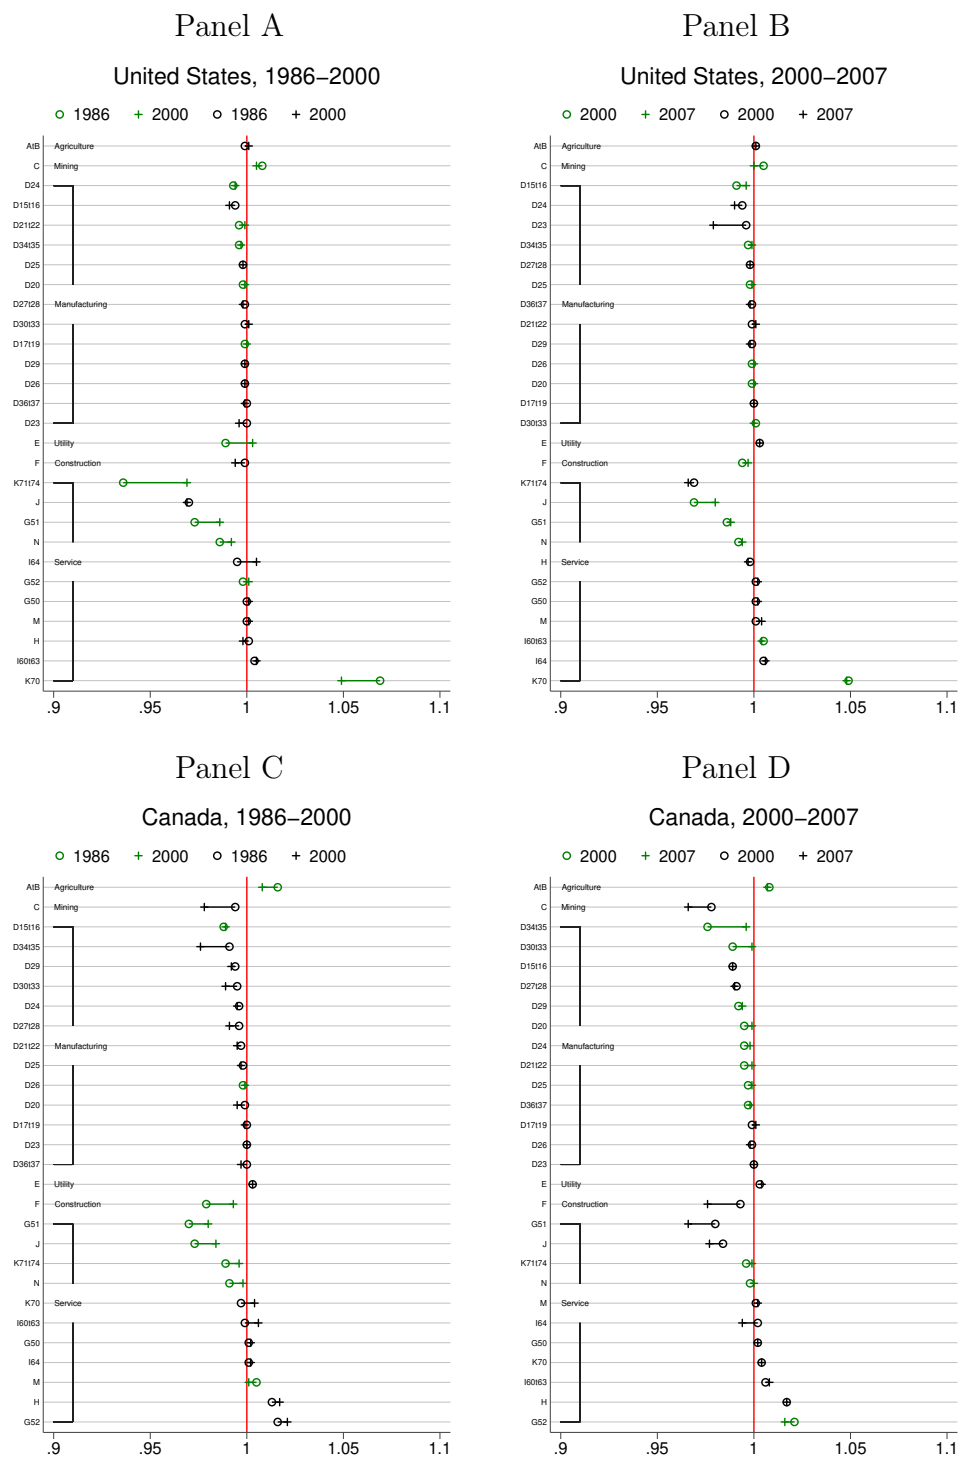 Panel A
United States, 1986−2000
1986 2000 1986 2000
AtB Agriculture
C Mining
D24
D15t16
D21t22
D34t35
D25
D20
D27t28 Manufacturing
D30t33
D17t19
D29
D26
D36t37
D23
E Utility
F Construction
K71t74
J
G51
N
I64 Service
G52
G50
M
H
I60t63
K70
.9 .95 1 1.05 1.1
Panel B
United States, 2000−2007
2000 2007 2000 2007
AtB Agriculture
C Mining
D15t16
D24
D23
D34t35
D27t28
D25
D36t37 Manufacturing
D21t22
D29
D26
D20
D17t19
D30t33
E Utility
F Construction
K71t74
J
G51
N
H Service
G52
G50
M
I60t63
I64
K70
.9 .95 1 1.05 1.1
Panel C
Canada, 1986−2000
1986 2000 1986 2000
AtB Agriculture
C Mining
D15t16
D34t35
D29
D30t33
D24
D27t28
D21t22 Manufacturing
D25
D26
D20
D17t19
D23
D36t37
E Utility
F Construction
G51
J
K71t74
N
K70 Service
I60t63
G50
I64
M
H
G52
.9 .95 1 1.05 1.1
Panel D
Canada, 2000−2007
2000 2007 2000 2007
AtB Agriculture
C Mining
D34t35
D30t33
D15t16
D27t28
D29
D20
D24 Manufacturing
D21t22
D25
D36t37
D17t19
D26
D23
E Utility
F Construction
G51
J
K71t74
N
M Service
I64
G50
K70
I60t63
H
G52
.9 .95 1 1.05 1.1